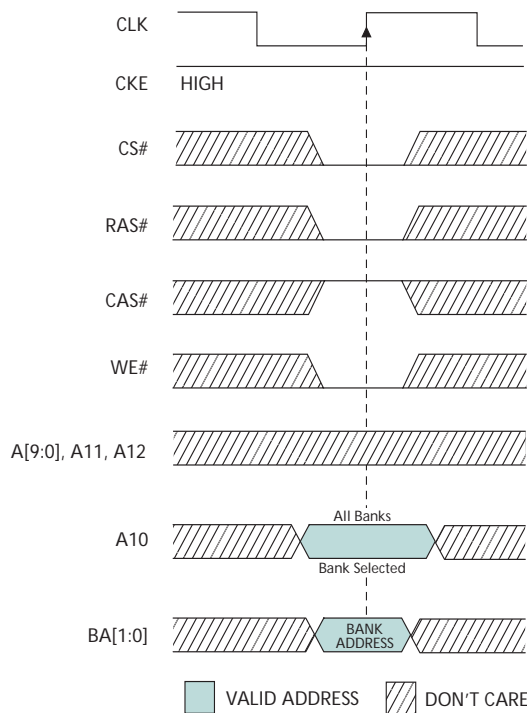 CLK
CKE HIGH
CS#
RAS#
CAS#
WE#
A[9:0], A11, A12
All Banks
A10
Bank Selected
BA[1:0] BANK
ADDRESS
VALID ADDRESS DON'T CARE